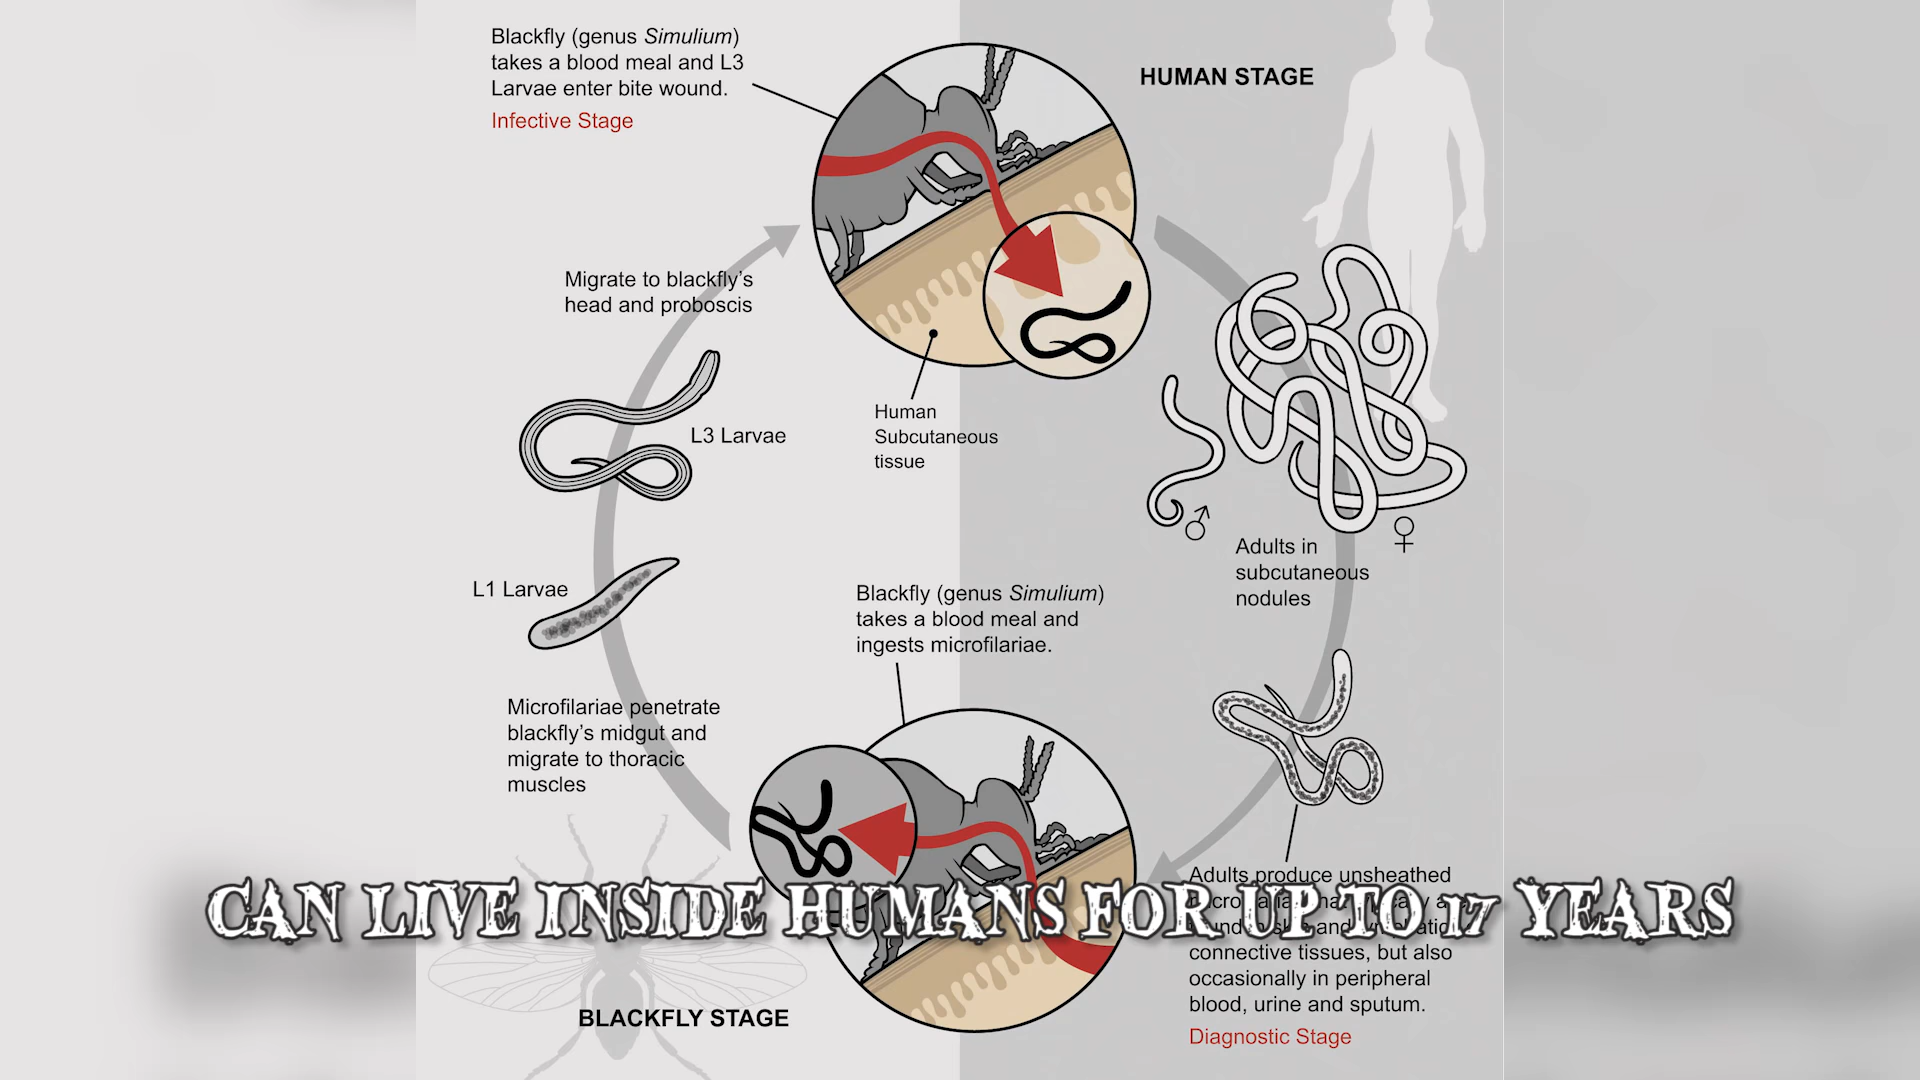 Blackfly (genus Simulium)
takes a blood meal and L3
Larvae enter bite wound.
Infective Stage
HUMAN STAGE
Migrate to blackfly's
head and proboscis
L3 Larvae
Human
Subcutaneous
tissue
Adults in
subcutaneous
nodules
L1 Larvae
Blackfly (genus Simulium)
takes a blood meal and
ingests microfilariae.
Microfilariae penetrate
blackfly's midgut and
migrate to thoracic
muscles
Adults produce unsheathed
and
connective tissues, but also
occasionally in peripheral
blood, urine and sputum.
Diagnostic Stage
CAN LIVE INSIDE HUMANS FOR UP TO 17 YEARS
BLACKFLY STAGE